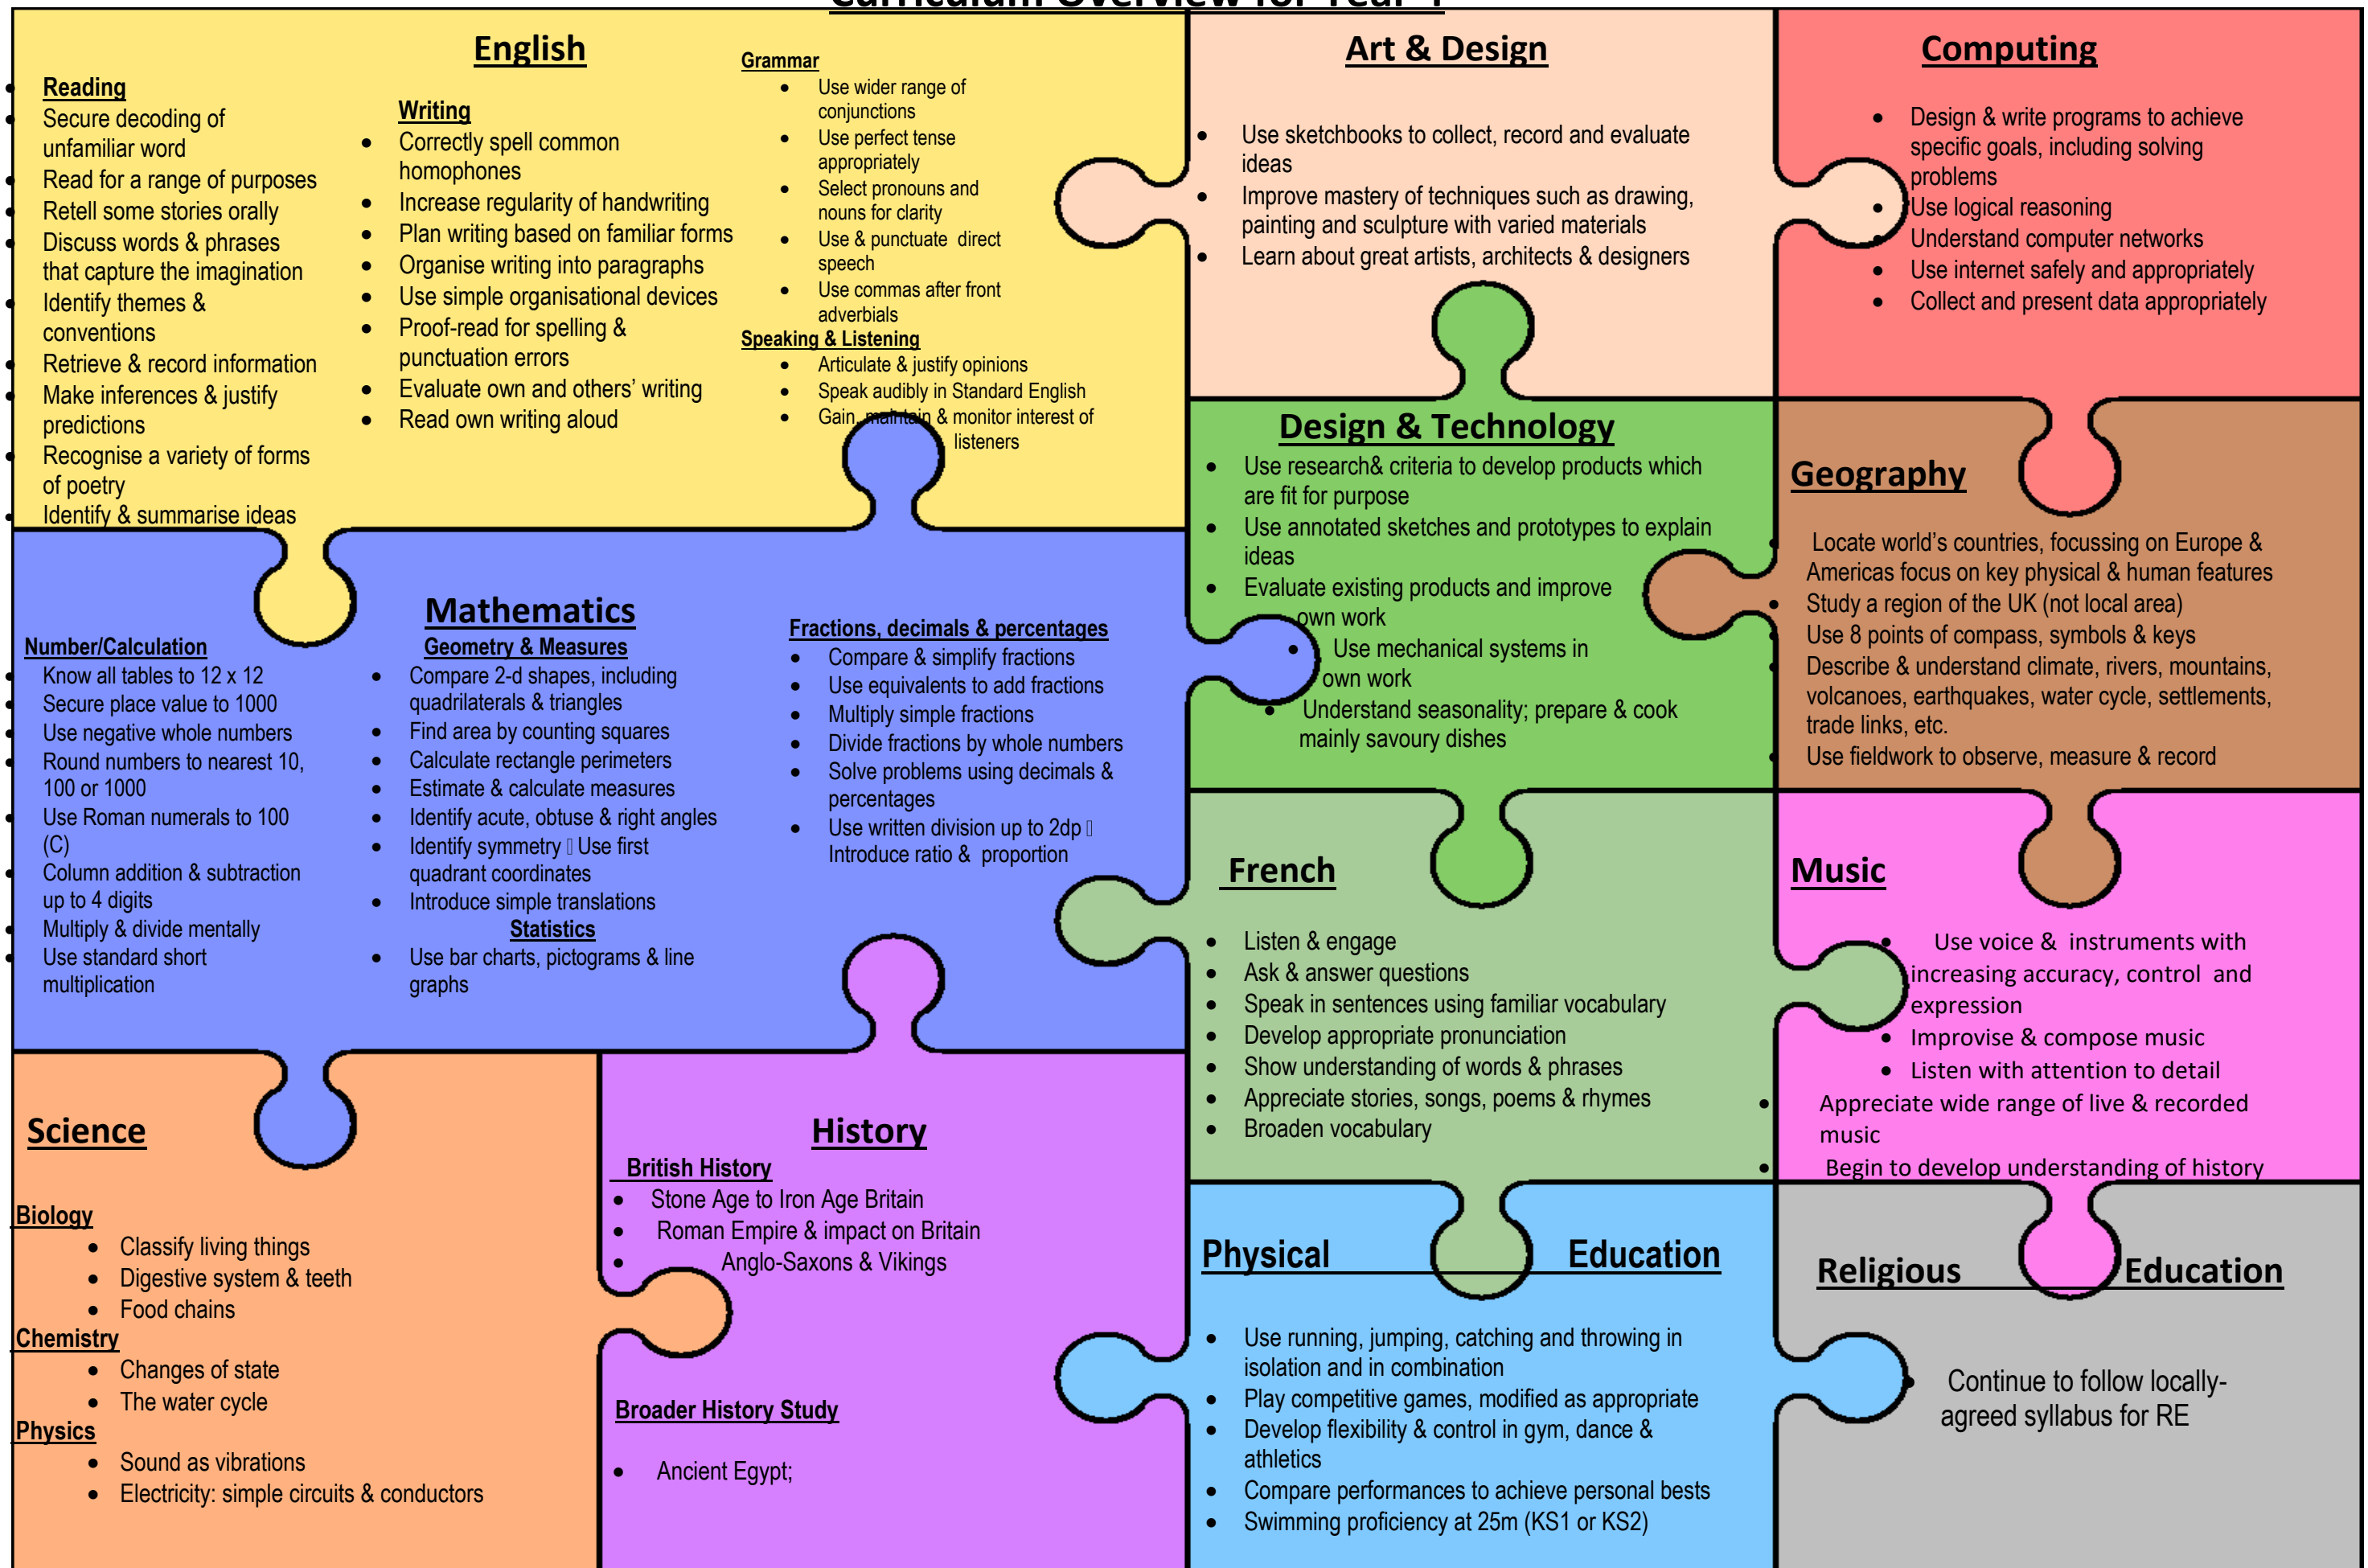 Curriculum Overview for Year 4
English
Reading
Secure decoding of
unfamiliar word
Read for a range of purposes
Retell some stories orally
Discuss words & phrases
that capture the imagination
Identify themes &
conventions
Retrieve & record information
Make inferences & justify
predictions
Recognise a variety of forms
of poetry
Identify & summarise ideas
Writing
Correctly spell common
homophones
Increase regularity of handwriting
Plan writing based on familiar forms
Organise writing into paragraphs
Use simple organisational devices
Proof-read for spelling &
punctuation errors
Evaluate own and others’ writing
Read own writing aloud
Grammar
Use wider range of
conjunctions
Use perfect tense
appropriately
Select pronouns and
nouns for clarity
Use & punctuate direct
speech
Use commas after front
adverbials
Speaking & Listening
Articulate & justify opinions
Speak audibly in Standard English
Gain, maintain & monitor interest of
listeners
Art & Design
Use sketchbooks to collect, record and evaluate
ideas
Improve mastery of techniques such as drawing,
painting and sculpture with varied materials
Learn about great artists, architects & designers
Computing
Design & write programs to achieve
specific goals, including solving
problems
Use logical reasoning
Understand computer networks
Use internet safely and appropriately
Collect and present data appropriately
Mathematics
Number/Calculation
Know all tables to 12 x 12
Secure place value to 1000
Use negative whole numbers
Round numbers to nearest 10,
100 or 1000
Use Roman numerals to 100
(C)
Column addition & subtraction
up to 4 digits
Multiply & divide mentally
Use standard short
multiplication
Geometry & Measures
Compare 2-d shapes, including
quadrilaterals & triangles
Find area by counting squares
Calculate rectangle perimeters
Estimate & calculate measures
Identify acute, obtuse & right angles
Identify symmetry Use first
quadrant coordinates
Introduce simple translations
Statistics
Use bar charts, pictograms & line
graphs
Fractions, decimals & percentages
Compare & simplify fractions
Use equivalents to add fractions
Multiply simple fractions
Divide fractions by whole numbers
Solve problems using decimals &
percentages
Use written division up to 2dp
Introduce ratio & proportion
Design & Technology
Use research& criteria to develop products which
are fit for purpose
Use annotated sketches and prototypes to explain
ideas
Evaluate existing products and improve
own work
Use mechanical systems in
own work
Understand seasonality; prepare & cook
mainly savoury dishes
Geography
Locate world’s countries, focussing on Europe &
Americas focus on key physical & human features
Study a region of the UK (not local area)
Use 8 points of compass, symbols & keys
Describe & understand climate, rivers, mountains,
volcanoes, earthquakes, water cycle, settlements,
trade links, etc.
Use fieldwork to observe, measure & record
French
Listen & engage
Ask & answer questions
Speak in sentences using familiar vocabulary
Develop appropriate pronunciation
Show understanding of words & phrases
Appreciate stories, songs, poems & rhymes
Broaden vocabulary
Music
Use voice & instruments with
increasing accuracy, control and
expression
Improvise & compose music
Listen with attention to detail
Appreciate wide range of live & recorded
music
Begin to develop understanding of history
Science
Biology
Classify living things
Digestive system & teeth
Food chains
Chemistry
Changes of state
The water cycle
Physics
Sound as vibrations
Electricity: simple circuits & conductors
History
British History
Stone Age to Iron Age Britain
Roman Empire & impact on Britain
Anglo-Saxons & Vikings
Broader History Study
Ancient Egypt;
Physical Education
Use running, jumping, catching and throwing in
isolation and in combination
Play competitive games, modified as appropriate
Develop flexibility & control in gym, dance &
athletics
Compare performances to achieve personal bests
Swimming proficiency at 25m (KS1 or KS2)
Religious Education
Continue to follow locally-
agreed syllabus for RE